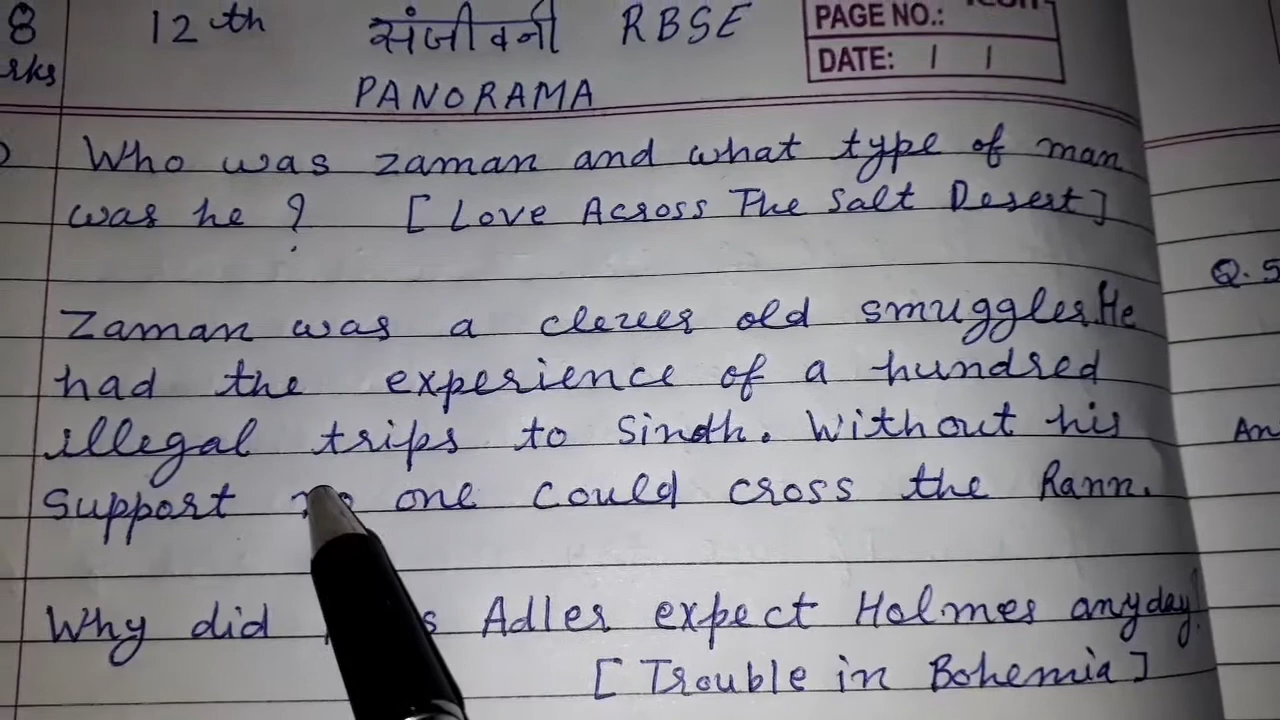 8 12th संजीवनी RBSE PAGE NO.:
rks DATE: / /
PANORAMA
Who was zaman and what type of man
was he ? [ Love Across The Salt Desert ]
Q. 5
Zaman was a clever old smuggler. He
had the experience of a hundred
illegal trips to Sindh. Without his
An
Support one could cross the Rann.
Why did Adler expect Holmes anyday
[ Trouble in Bohemia ]